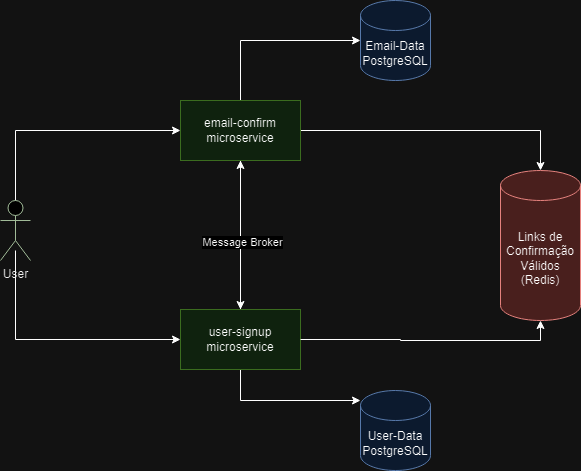 Email-Data
PostgreSQL
email-confirm
microservice
Links de
Confirmação
Válidos
(Redis)
Message Broker
User
user-signup
microservice
User-Data
PostgreSQL